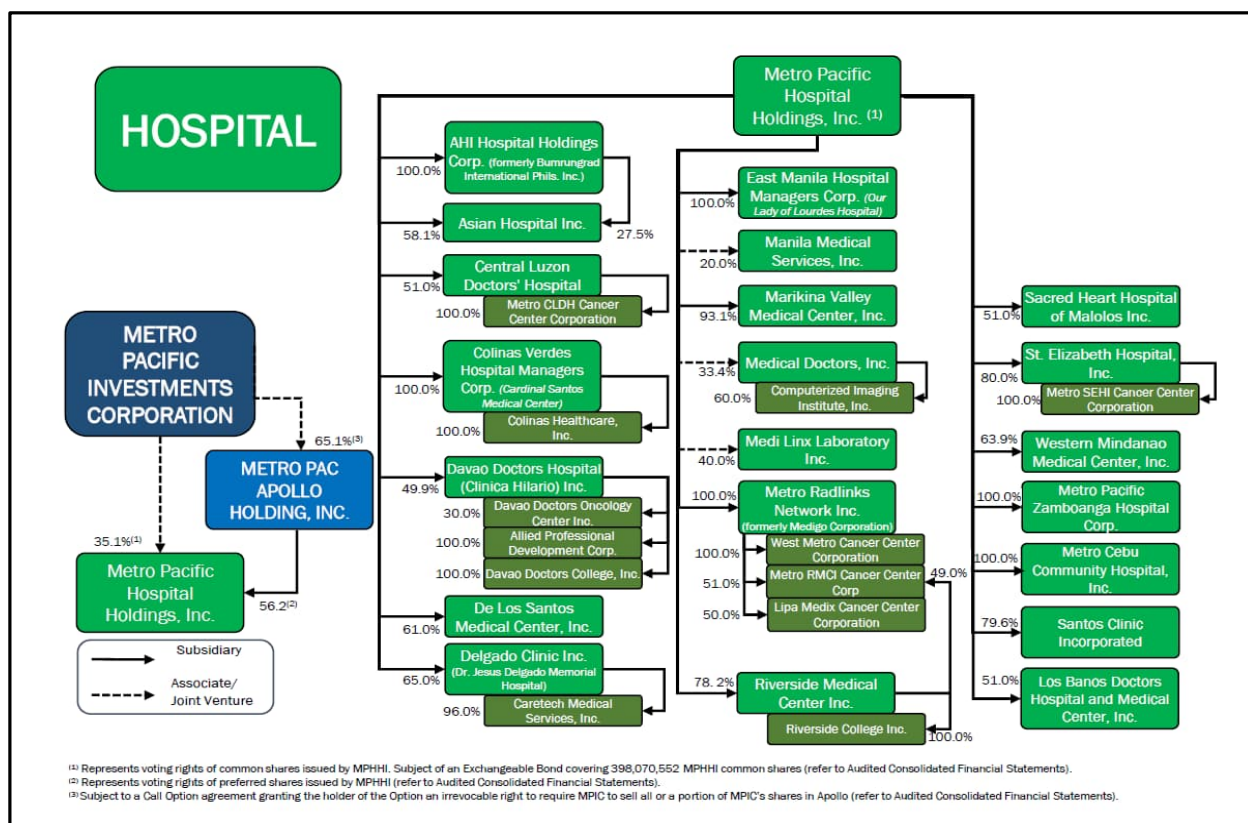 HOSPITAL
Metro Pacific
Hospital
Holdings, Inc. (1)
AHI Hospital Holdings
Corp. (formerly Bumrungrad
International Phils. Inc.)
100.0%
Asian Hospital Inc.
58.1%
27.5%
Central Luzon
Doctors' Hospital
51.0%
Metro CLDH Cancer
Center Corporation
100.0%
Colinas Verdes
Hospital Managers
Corp. (Cardinal Santos
Medical Center)
100.0%
Colinas Healthcare,
Inc.
100.0%
Davao Doctors Hospital
(Clinica Hilario) Inc.
49.9%
Davao Doctors Oncology
Center Inc.
30.0%
Allied Professional
Development Corp.
100.0%
Davao Doctors College, Inc.
100.0%
De Los Santos
Medical Center, Inc.
61.0%
Delgado Clinic Inc.
(Dr. Jesus Delgado Memorial
Hospital)
65.0%
Caretech Medical
Services, Inc.
96.0%
East Manila Hospital
Managers Corp. (Our
Lady of Lourdes Hospital)
100.0%
Manila Medical
Services, Inc.
20.0%
Marikina Valley
Medical Center, Inc.
93.1%
Medical Doctors, Inc.
33.4%
Computerized Imaging
Institute, Inc.
60.0%
Medi Linx Laboratory
Inc.
40.0%
Metro Radlinks
Network Inc.
(formerly Medigo Corporation)
100.0%
West Metro Cancer Center
Corporation
100.0%
Metro RMCI Cancer Center
Corp
51.0%
49.0%
Lipa Medix Cancer Center
Corporation
50.0%
Riverside Medical
Center Inc.
78. 2%
Riverside College Inc.
100.0%
Sacred Heart Hospital
of Malolos Inc.
51.0%
St. Elizabeth Hospital,
Inc.
80.0%
Metro SEHI Cancer Center
Corporation
100.0%
Western Mindanao
Medical Center, Inc.
63.9%
Metro Pacific
Zamboanga Hospital
Corp.
100.0%
Metro Cebu
Community Hospital,
Inc.
100.0%
Santos Clinic
Incorporated
79.6%
Los Banos Doctors
Hospital and Medical
Center, Inc.
51.0%
METRO
PACIFIC
INVESTMENTS
CORPORATION
65.1%(3)
METRO PAC
APOLLO
HOLDING, INC.
35.1%(1)
Metro Pacific
Hospital
Holdings, Inc.
56.2(2)
Subsidiary
Associate/
Joint Venture
(1) Represents voting rights of common shares issued by MPHHI. Subject of an Exchangeable Bond covering 398,070,552 MPHHI common shares (refer to Audited Consolidated Financial Statements).
(2) Represents voting rights of preferred shares issued by MPHHI (refer to Audited Consolidated Financial Statements).
(3) Subject to a Call Option agreement granting the holder of the Option an irrevocable right to require MPIC to sell all or a portion of MPIC's shares in Apollo (refer to Audited Consolidated Financial Statements).